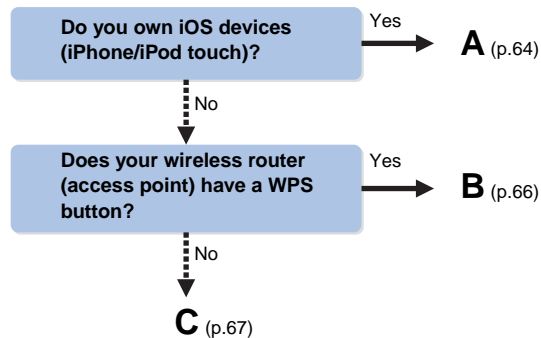 Do you own iOS devices
(iPhone/iPod touch)?
Yes
A (p.64)
No
Does your wireless router
(access point) have a WPS
button?
Yes
B (p.66)
No
C (p.67)